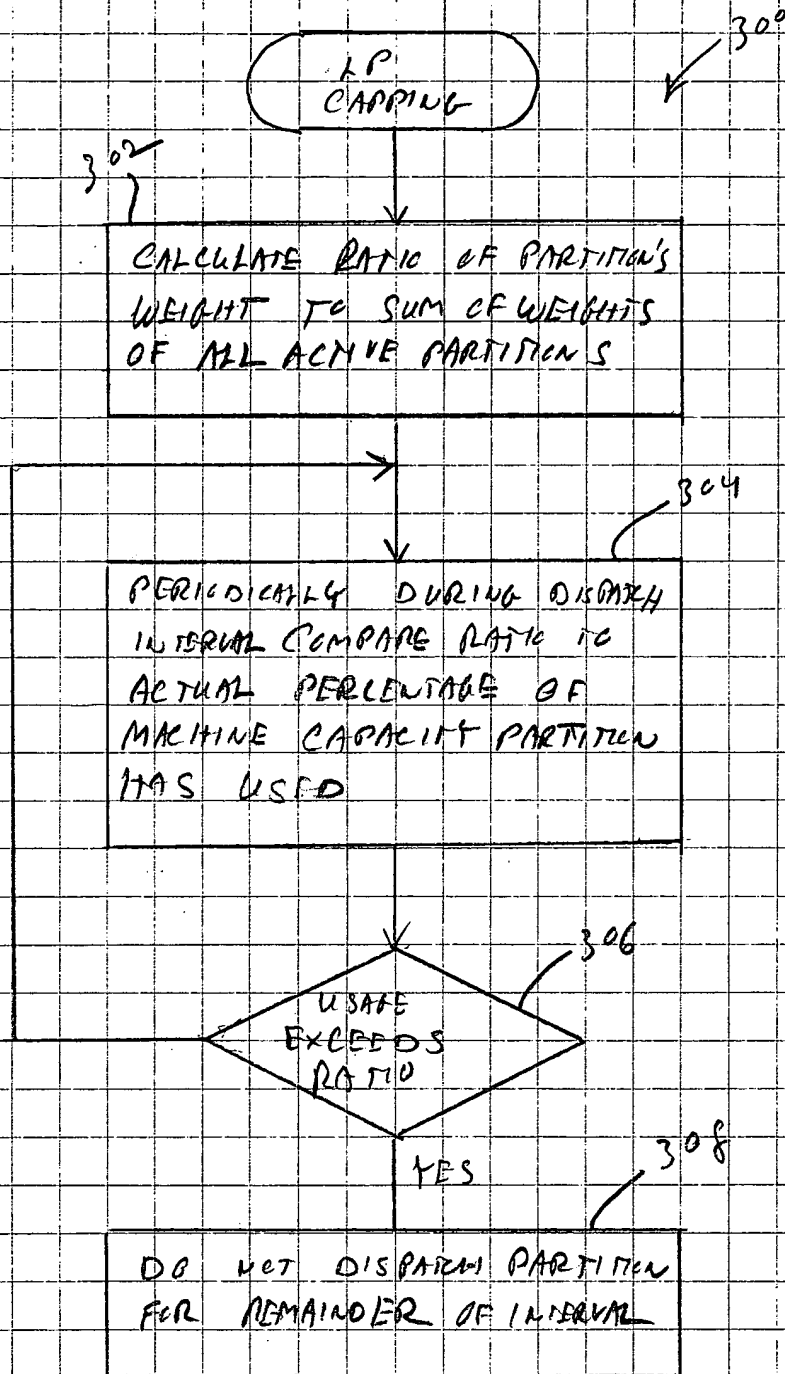 300
LP
CAPPING
302
CALCULATE RATIO OF PARTITION'S
WEIGHT TO SUM OF WEIGHTS
OF ALL ACTIVE PARTITIONS
304
PERIODICALLY DURING DISPATCH
INTERVAL COMPARE RATIO TO
ACTUAL PERCENTAGE OF
MACHINE CAPACITY PARTITION
HAS USED
306
USAGE
EXCEEDS
RATIO
YES
308
DO NOT DISPATCH PARTITION
FOR REMAINDER OF INTERVAL